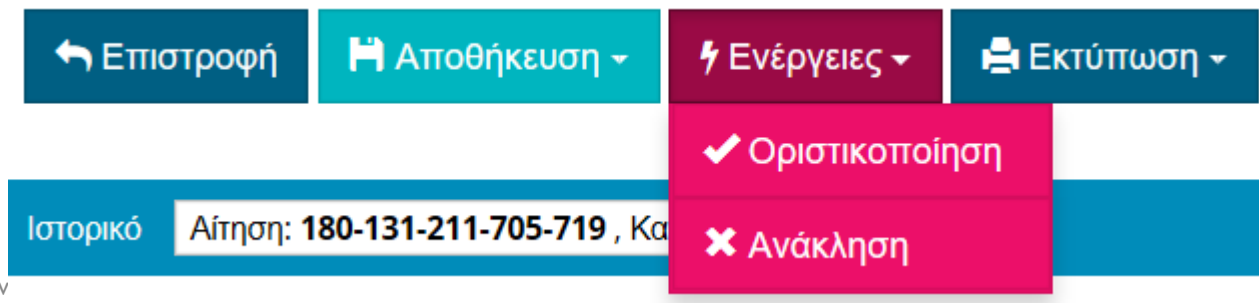 Επιστροφή Αποθήκευση Ενέργειες Εκτύπωση
Οριστικοποίηση
Ιστορικό Αίτηση: 180-131-211-705-719 , Κα
Ανάκληση